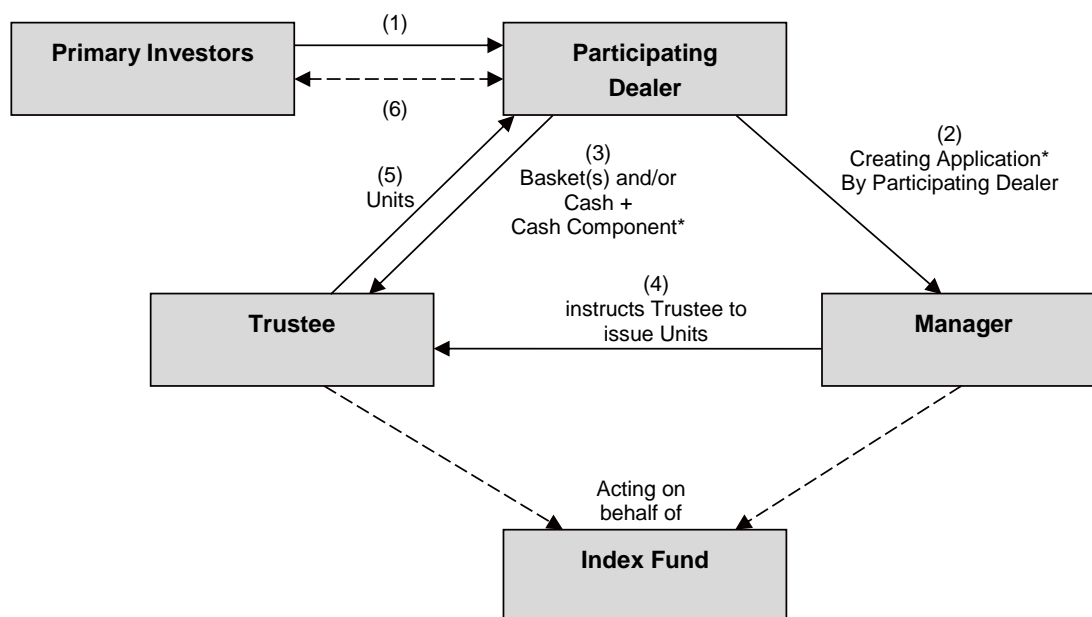 (1)
Primary Investors
Participating
Dealer
(6)
(2)
Creating Application*
By Participating Dealer
(3)
Basket(s) and/or
Cash +
Cash Component*
(5)
Units
(4)
instructs Trustee to
issue Units
Trustee
Manager
Acting on
behalf of
Index Fund